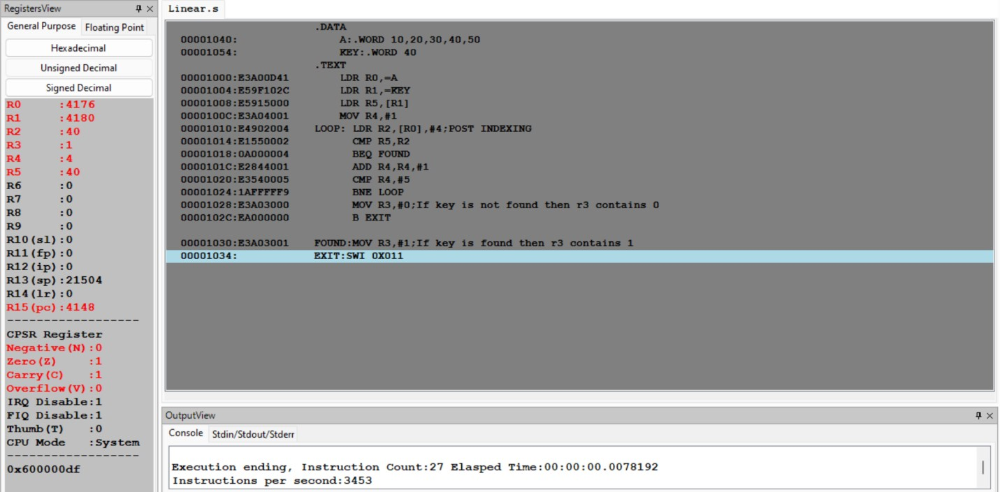 RegistersView
General Purpose Floating Point
Hexadecimal
Unsigned Decimal
Signed Decimal
R0 :4176
R1 :4180
R2 :40
R3 :1
R4 :4
R5 :40
R6 :0
R7 :0
R8 :0
R9 :0
R10(sl):0
R11(fp):0
R12(ip):0
R13(sp):21504
R14(lr):0
R15(pc):4148
-------------------
CPSR Register
Negative(N):0
Zero(Z) :1
Carry(C) :1
Overflow(V):0
IRQ Disable:1
FIQ Disable:1
Thumb(T) :0
CPU Mode :System
-------------------
0x600000df
Linear.s
.DATA
00001040: A:.WORD 10,20,30,40,50
00001054: KEY:.WORD 40
.TEXT
00001000:E3A00D41 LDR R0,=A
00001004:E59F102C LDR R1,=KEY
00001008:E5915000 LDR R5,[R1]
0000100C:E3A04001 MOV R4,#1
00001010:E4902004 LOOP: LDR R2,[R0],#4;POST INDEXING
00001014:E1550002 CMP R5,R2
00001018:0A000004 BEQ FOUND
0000101C:E2844001 ADD R4,R4,#1
00001020:E3540005 CMP R4,#5
00001024:1AFFFFF9 BNE LOOP
00001028:E3A03000 MOV R3,#0;If key is not found then r3 contains 0
0000102C:EA000000 B EXIT
00001030:E3A03001 FOUND:MOV R3,#1;If key is found then r3 contains 1
00001034: EXIT:SWI 0X011
OutputView
Console Stdin/Stdout/Stderr
Execution ending, Instruction Count:27 Elasped Time:00:00:00.0078192
Instructions per second:3453